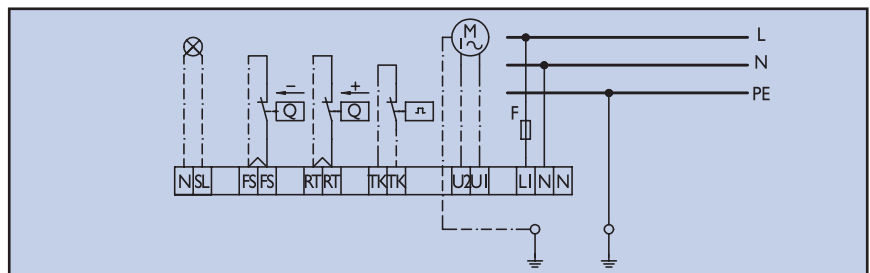 M
1
L
N
PE
−
+
Q
Q
F
N SL FS FS RT RT TK TK U2 U1 L1 N N